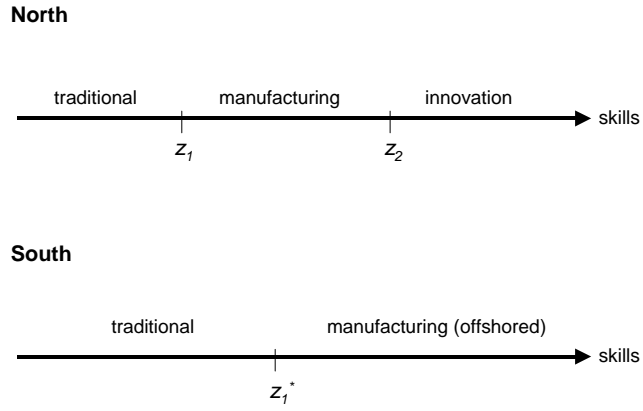 North
traditional manufacturing innovation
skills
z1 z2
South
traditional manufacturing (offshored)
skills
z1*